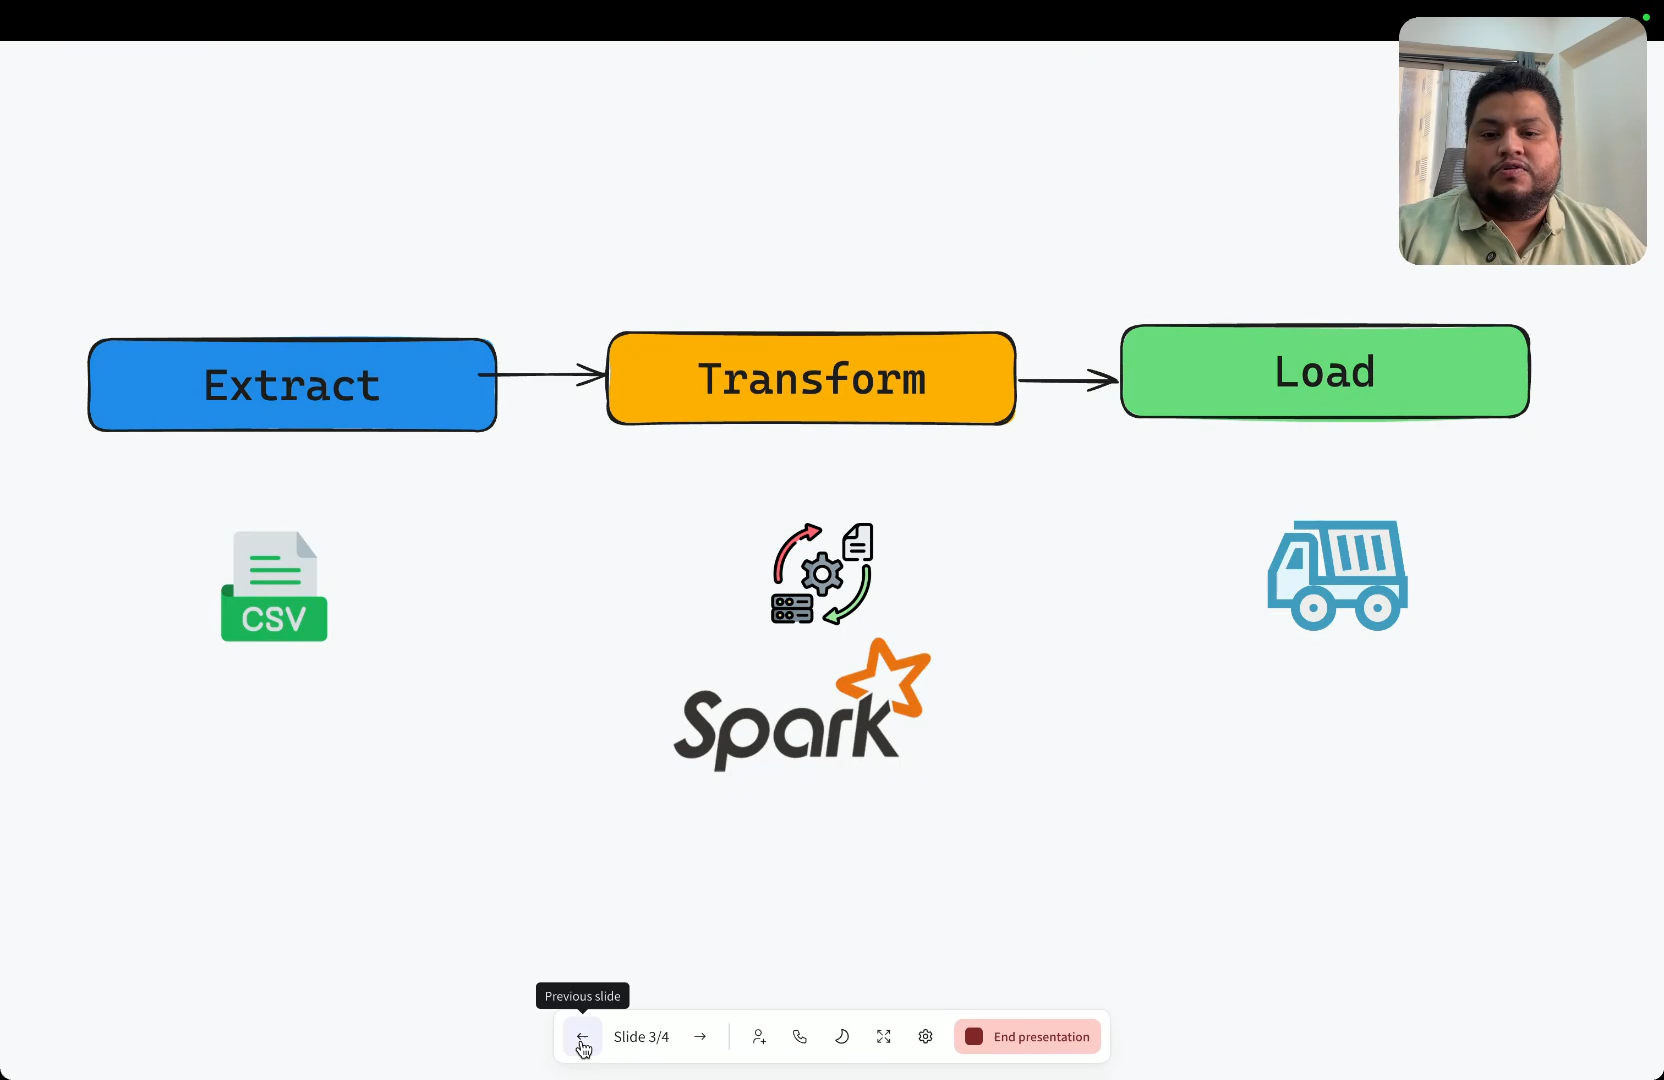 Extract
Transform
Load
CSV
Spark
Previous slide
Slide 3/4
End presentation